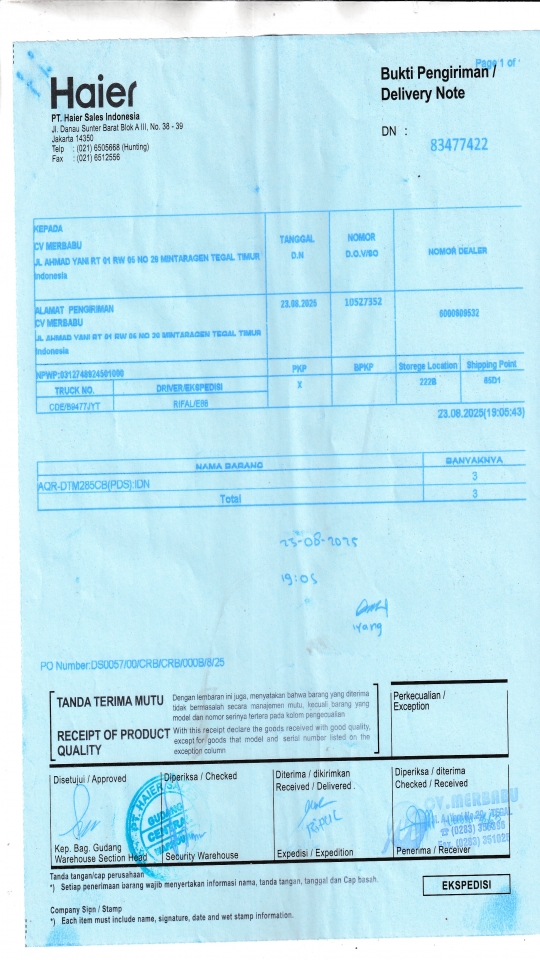 Page 1 of
Haier
Bukti Pengiriman /
Delivery Note
PT. Haier Sales Indonesia
Jl. Danau Sunter Barat Blok A III, No. 38 - 39
Jakarta 14350
Telp : (021) 6505668 (Hunting)
Fax : (021) 6512556
DN :
83477422
KEPADA
CV MERBABU
JL AHMAD YANI RT 01 RW 06 NO 29 MINTARAGEN TEGAL TIMUR
Indonesia
TANGGAL
D.N
NOMOR
D.O.V/SO
NOMOR DEALER
ALAMAT PENGIRIMAN
CV MERBABU
JL AHMAD YANI RT 01 RW 06 NO 29 MINTARAGEN TEGAL TIMUR
Indonesia
23.08.2025
10527352
NPWP:0312748924501000
PKP
BPKP
Storege Location
Shipping Point
TRUCK NO.
DRIVER/EKSPEDISI
X
222B
65D1
CDE/B9477JYT
23.08.2025(19:05:43)
NAMA BARANG
BANYAKNYA
AQR-DTM285CB(PDS):IDN
3
Total
3
23-08-2025
19:05
PO Number:DS0057/00/CRB/CRB/000B/8/25
TANDA TERIMA MUTU
Dengan lembaran ini juga, menyatakan bahwa barang yang diterima
tidak bermasalah secara manajemen mutu, kecuali barang yang
model dan nomor serinya tertera pada kolom pengecualian
RECEIPT OF PRODUCT
QUALITY
With this receipt declare the goods received with good quality,
except for goods that model and serial number listed on the
exception column
Perkecualian /
Exception
Disetujui / Approved
Diperiksa / Checked
Diterima / dikirimkan
Received / Delivered .
Diperiksa / diterima
Checked / Received
PT. HAIER SA
GUDANG
CENTRA
CV.MERBABU
(0283)
Kep. Bag. Gudang
Warehouse Section Head
Security Warehouse
Expedisi / Expedition
Penerima / Receiver
Tanda tangan/cap perusahaan
*) Setiap penerimaan barang wajib menyertakan informasi nama, tanda tangan, tanggal dan Cap basah.
EKSPEDISI
Company Sign / Stamp
*) Each item must include name, signature, date and wet stamp information.